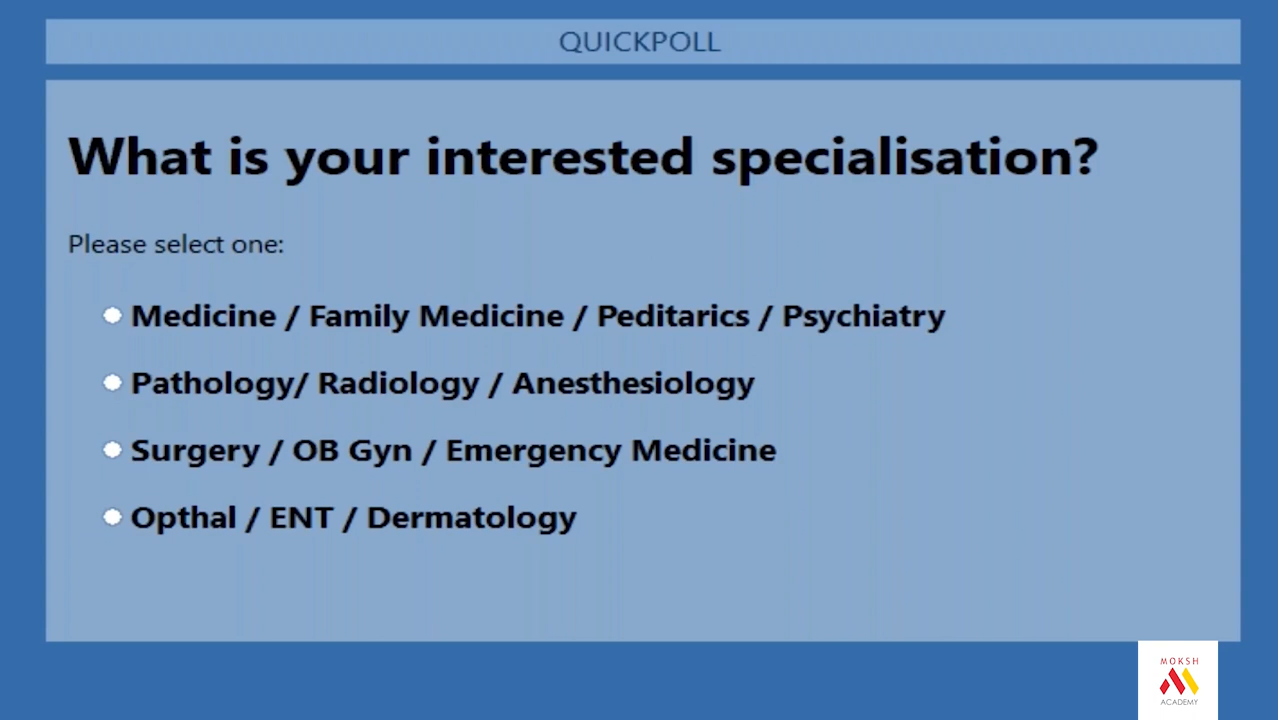 QUICKPOLL
What is your interested specialisation?
Please select one:
Medicine / Family Medicine / Peditarics / Psychiatry
Pathology/ Radiology / Anesthesiology
Surgery / OB Gyn / Emergency Medicine
Opthal / ENT / Dermatology
MOKSH
ACADEMY